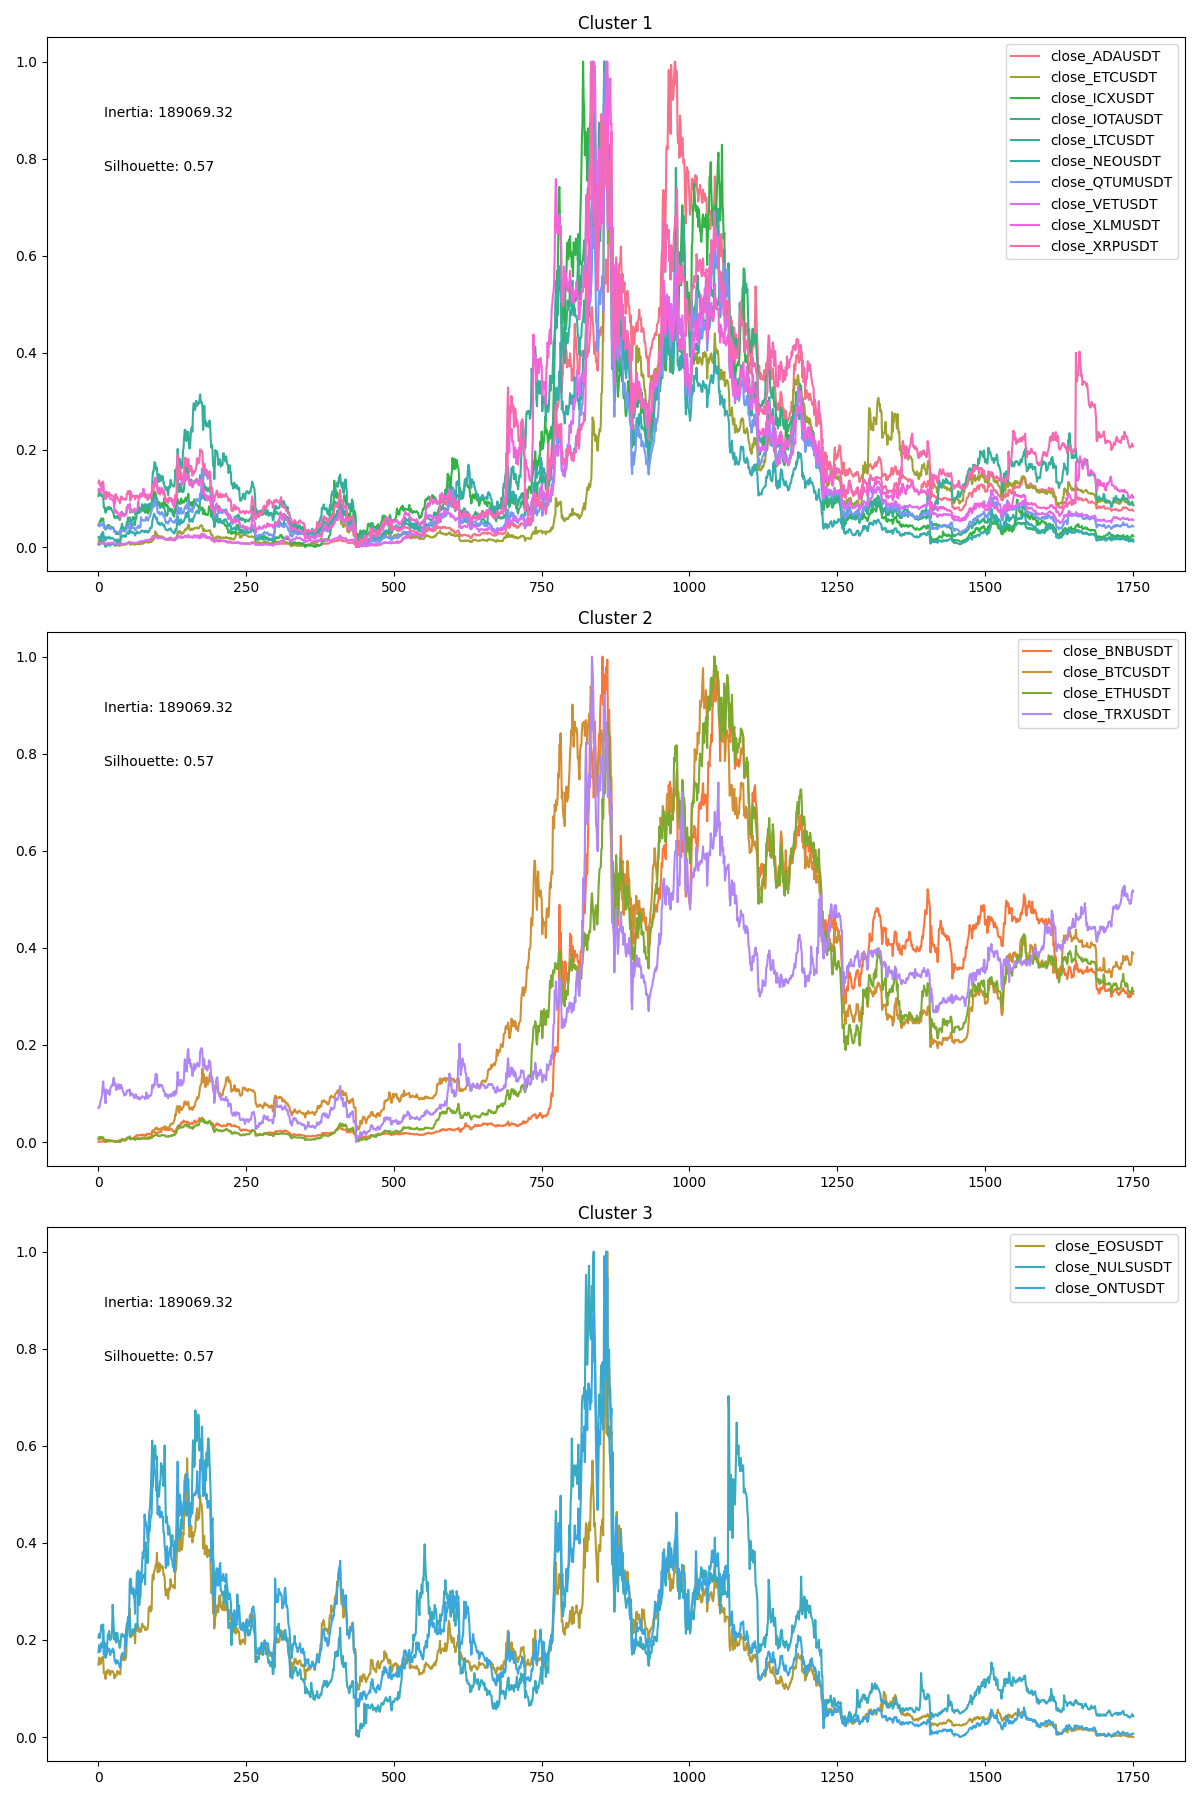 Cluster 1
1.0
0.8
0.6
0.4
0.2
0.0
Inertia: 189069.32
Silhouette: 0.57
close_ADAUSDT
close_ETCUSDT
close_ICXUSDT
close_IOTAUSDT
close_LTCUSDT
close_NEOUSDT
close_QTUMUSDT
close_VETUSDT
close_XLMUSDT
close_XRPUSDT
0 250 500 750 1000 1250 1500 1750
Cluster 2
1.0
0.8
0.6
0.4
0.2
0.0
Inertia: 189069.32
Silhouette: 0.57
close_BNBUSDT
close_BTCUSDT
close_ETHUSDT
close_TRXUSDT
0 250 500 750 1000 1250 1500 1750
Cluster 3
1.0
0.8
0.6
0.4
0.2
0.0
Inertia: 189069.32
Silhouette: 0.57
close_EOSUSDT
close_NULSUSDT
close_ONTUSDT
0 250 500 750 1000 1250 1500 1750